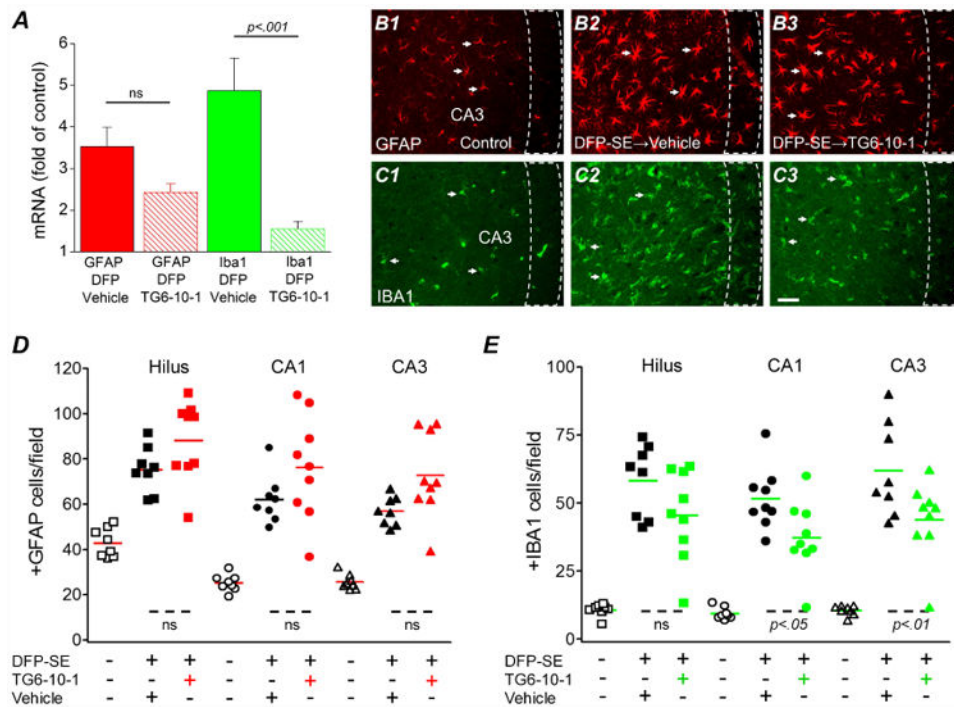 A
p<.001
ns
6
5
4
3
2
1
mRNA (fold of control)
GFAP DFP Vehicle
GFAP DFP TG6-10-1
Iba1 DFP Vehicle
Iba1 DFP TG6-10-1
B1
CA3
GFAP
Control
B2
DFP-SE→Vehicle
B3
DFP-SE→TG6-10-1
C1
CA3
IBA1
C2
C3
D
Hilus CA1 CA3
120
100
80
60
40
20
0
+GFAP cells/field
ns ns ns
DFP-SE - + + - + + - + +
TG6-10-1 - + - + - +
Vehicle - + - + - +
E
Hilus CA1 CA3
100
75
50
25
0
+IBA1 cells/field
ns p<.05 p<.01
DFP-SE - + + - + + - + +
TG6-10-1 - + - + - +
Vehicle - + - + - +